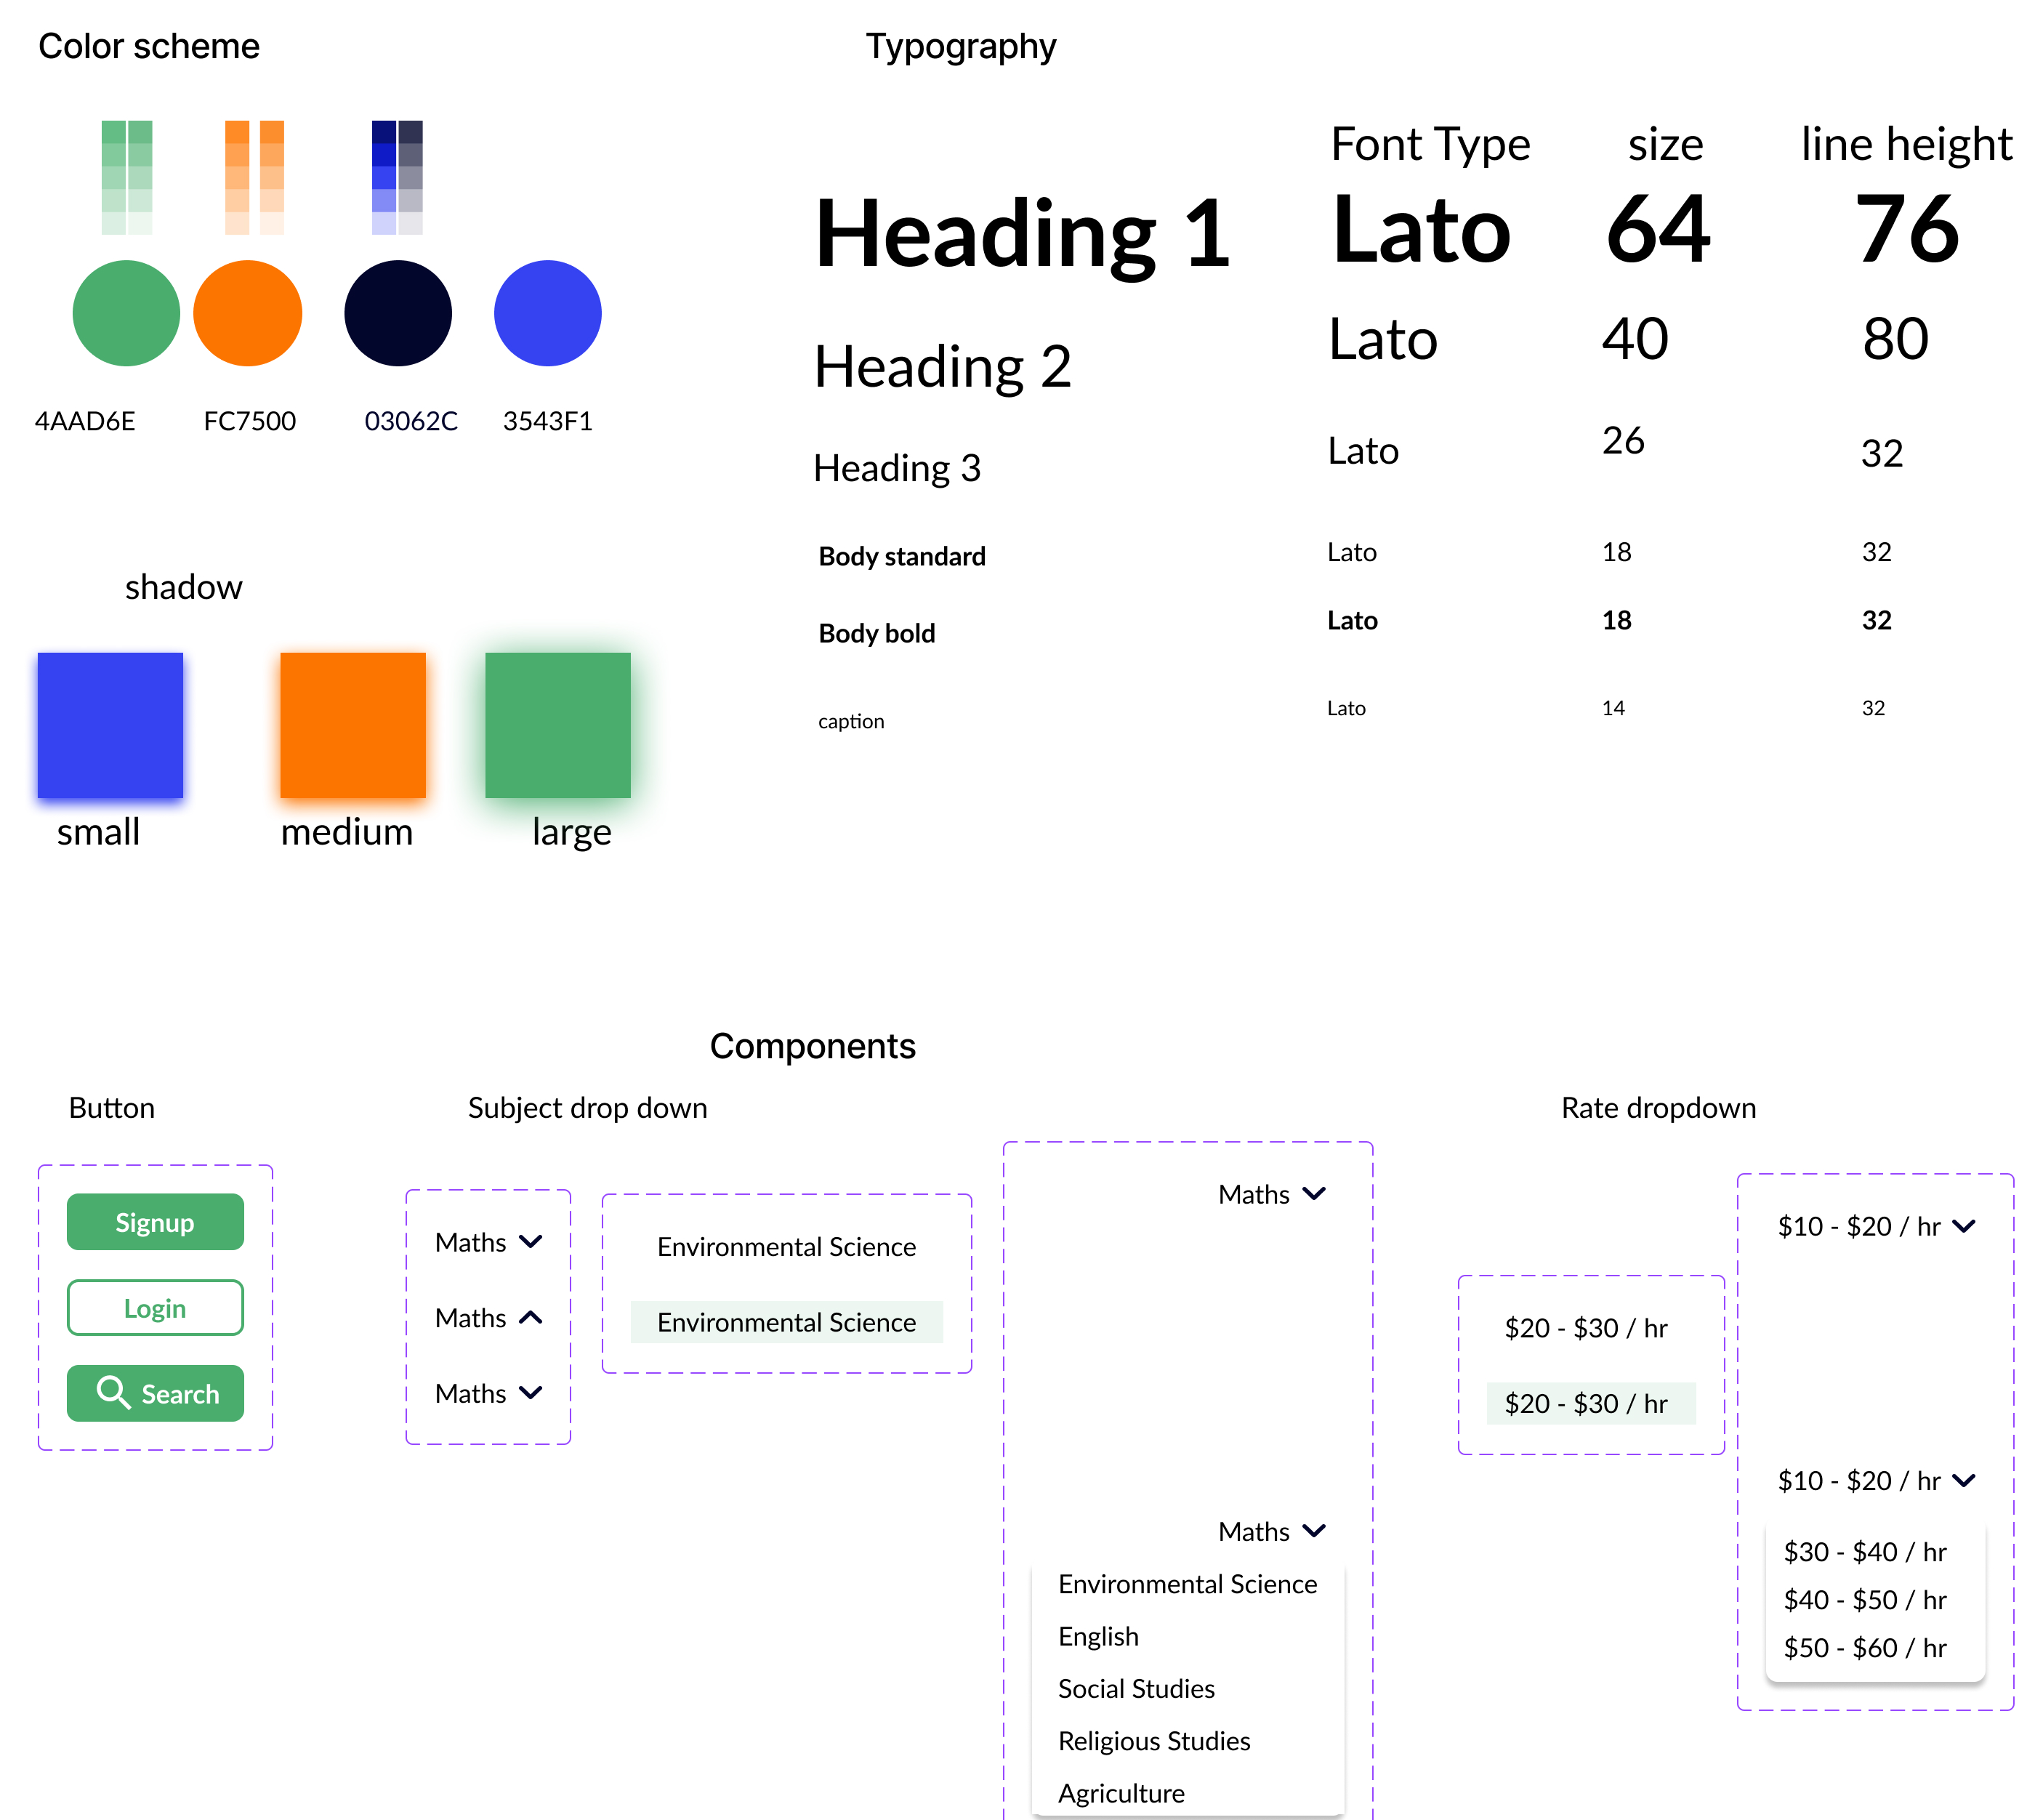 Color scheme
4AAD6E FC7500 03062C 3543F1
shadow
small medium large
Typography
Font Type size line height
Heading 1 Lato 64 76
Heading 2 Lato 40 80
Heading 3 Lato 26 32
Body standard Lato 18 32
Body bold Lato 18 32
caption Lato 14 32
Components
Button
Signup
Login
Search
Subject drop down
Maths
Maths
Maths
Environmental Science
Environmental Science
Maths
Maths
Environmental Science
English
Social Studies
Religious Studies
Agriculture
Rate dropdown
$20 - $30 / hr
$20 - $30 / hr
$10 - $20 / hr
$10 - $20 / hr
$30 - $40 / hr
$40 - $50 / hr
$50 - $60 / hr